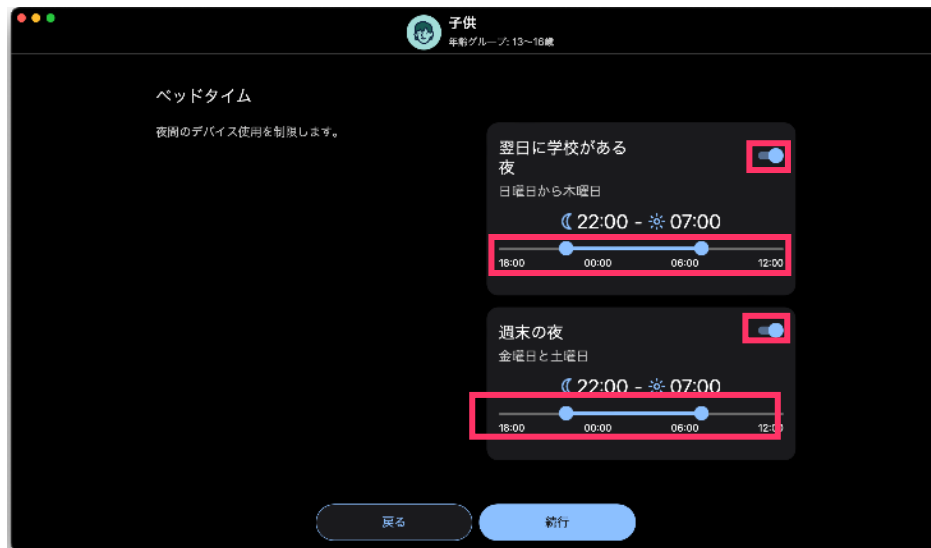 子供
年齢グループ: 13〜16歳
ベッドタイム
夜間のデバイス使用を制限します。
翌日に学校がある
夜
日曜日から木曜日
22:00 - 07:00
18:00 00:00 06:00 12:00
週末の夜
金曜日と土曜日
22:00 - 07:00
18:00 00:00 06:00 12:00
戻る
続行